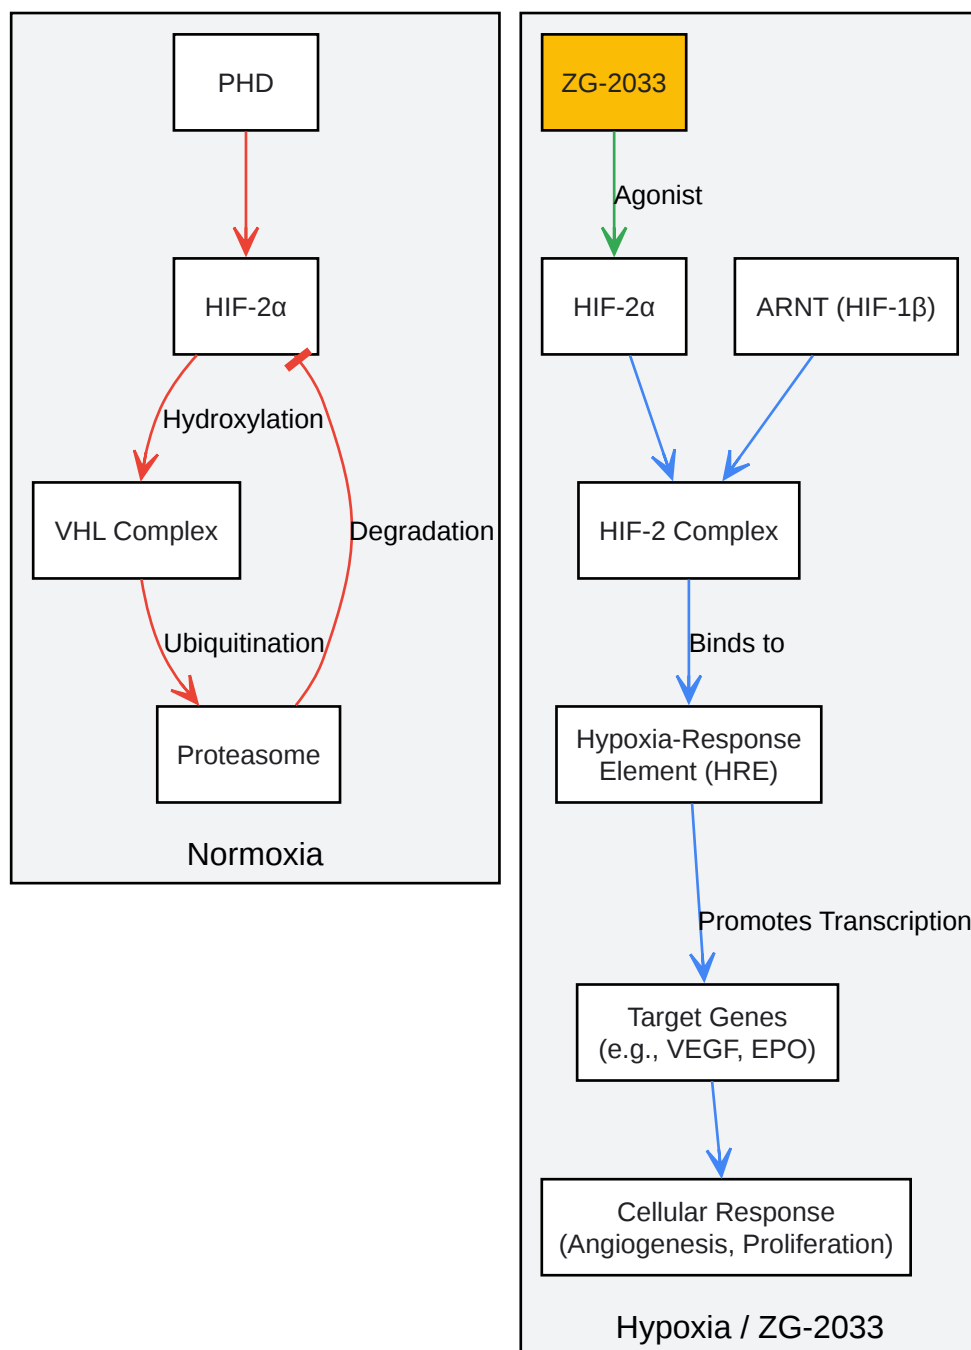 PHD
HIF-2α
Hydroxylation
VHL Complex
Degradation
Ubiquitination
Proteasome
Normoxia
ZG-2033
Agonist
HIF-2α
ARNT (HIF-1β)
HIF-2 Complex
Binds to
Hypoxia-Response
Element (HRE)
Promotes Transcription
Target Genes
(e.g., VEGF, EPO)
Cellular Response
(Angiogenesis, Proliferation)
Hypoxia / ZG-2033